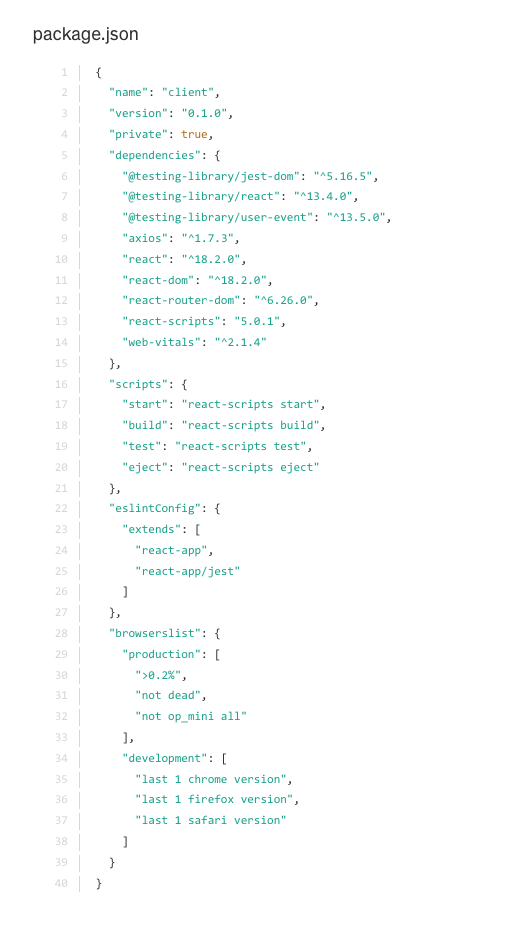 package.json
1 {
2 "name": "client",
3 "version": "0.1.0",
4 "private": true,
5 "dependencies": {
6 "@testing-library/jest-dom": "^5.16.5",
7 "@testing-library/react": "^13.4.0",
8 "@testing-library/user-event": "^13.5.0",
9 "axios": "^1.7.3",
10 "react": "^18.2.0",
11 "react-dom": "^18.2.0",
12 "react-router-dom": "^6.26.0",
13 "react-scripts": "5.0.1",
14 "web-vitals": "^2.1.4"
15 },
16 "scripts": {
17 "start": "react-scripts start",
18 "build": "react-scripts build",
19 "test": "react-scripts test",
20 "eject": "react-scripts eject"
21 },
22 "eslintConfig": {
23 "extends": [
24 "react-app",
25 "react-app/jest"
26 ]
27 },
28 "browserslist": {
29 "production": [
30 ">0.2%",
31 "not dead",
32 "not op_mini all"
33 ],
34 "development": [
35 "last 1 chrome version",
36 "last 1 firefox version",
37 "last 1 safari version"
38 ]
39 }
40 }